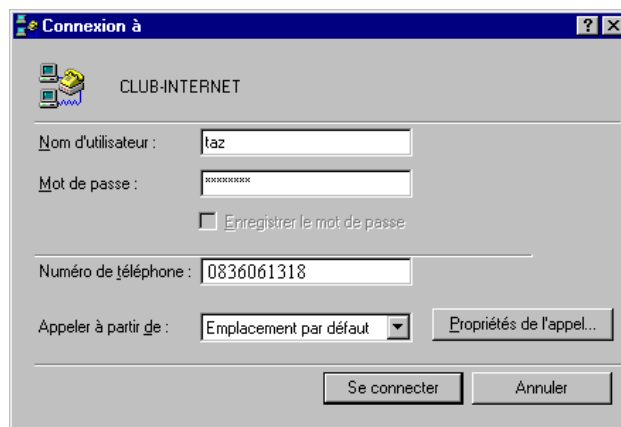 Connexion à
CLUB-INTERNET
Nom d'utilisateur : taz
Mot de passe : ********
Enregistrer le mot de passe
Numéro de téléphone : 0836061318
Appeler à partir de : Emplacement par défaut Propriétés de l'appel...
Se connecter Annuler